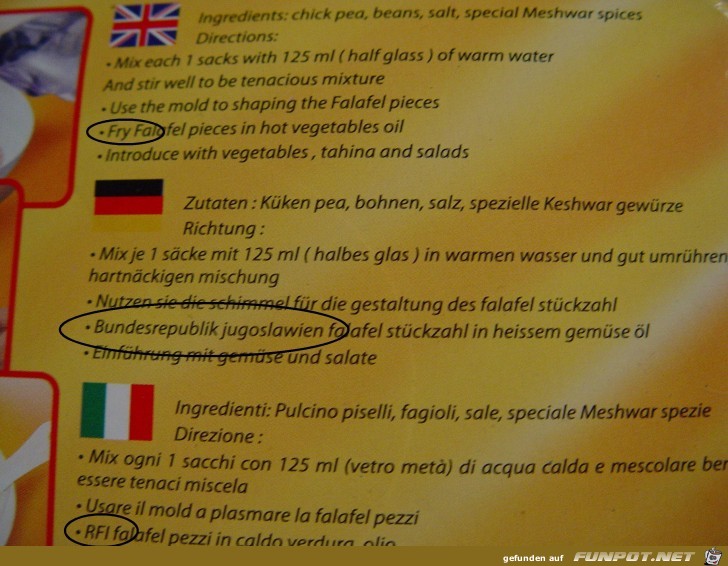 Ingredients: chick pea, beans, salt, special Meshwar spices
Directions:
• Mix each 1 sacks with 125 ml ( half glass ) of warm water
And stir well to be tenacious mixture
• Use the mold to shaping the Falafel pieces
• Fry Falafel pieces in hot vegetables oil
• Introduce with vegetables , tahina and salads
Zutaten : Küken pea, bohnen, salz, spezielle Keshwar gewürze
Richtung :
• Mix je 1 säcke mit 125 ml ( halbes glas ) in warmen wasser und gut umrühren
hartnäckigen mischung
• Nutzen sie die schimmel für die gestaltung des falafel stückzahl
• Bundesrepublik jugoslawien falafel stückzahl in heissem gemüse öl
• Einführung mit gemüse und salate
Ingredienti: Pulcino piselli, fagioli, sale, speciale Meshwar spezie
Direzione :
• Mix ogni 1 sacchi con 125 ml (vetro metà) di acqua calda e mescolare ber
essere tenaci miscela
• Usare il mold a plasmare la falafel pezzi
• RFI falafel pezzi in caldo verdura olio
gefunden auf FUNPOT.NET